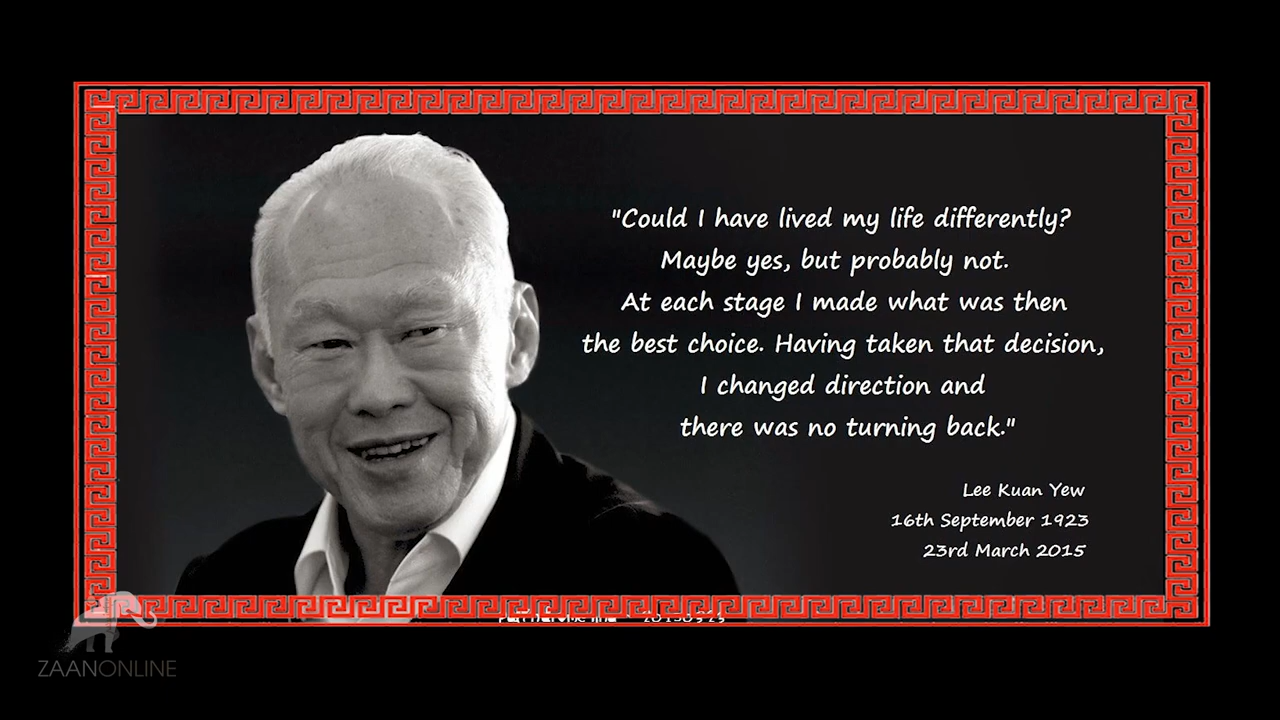 "Could I have lived my life differently?
Maybe yes, but probably not.
At each stage I made what was then
the best choice. Having taken that decision,
I changed direction and
there was no turning back."
Lee Kuan Yew
16th September 1923
23rd March 2015
ZAANONLINE